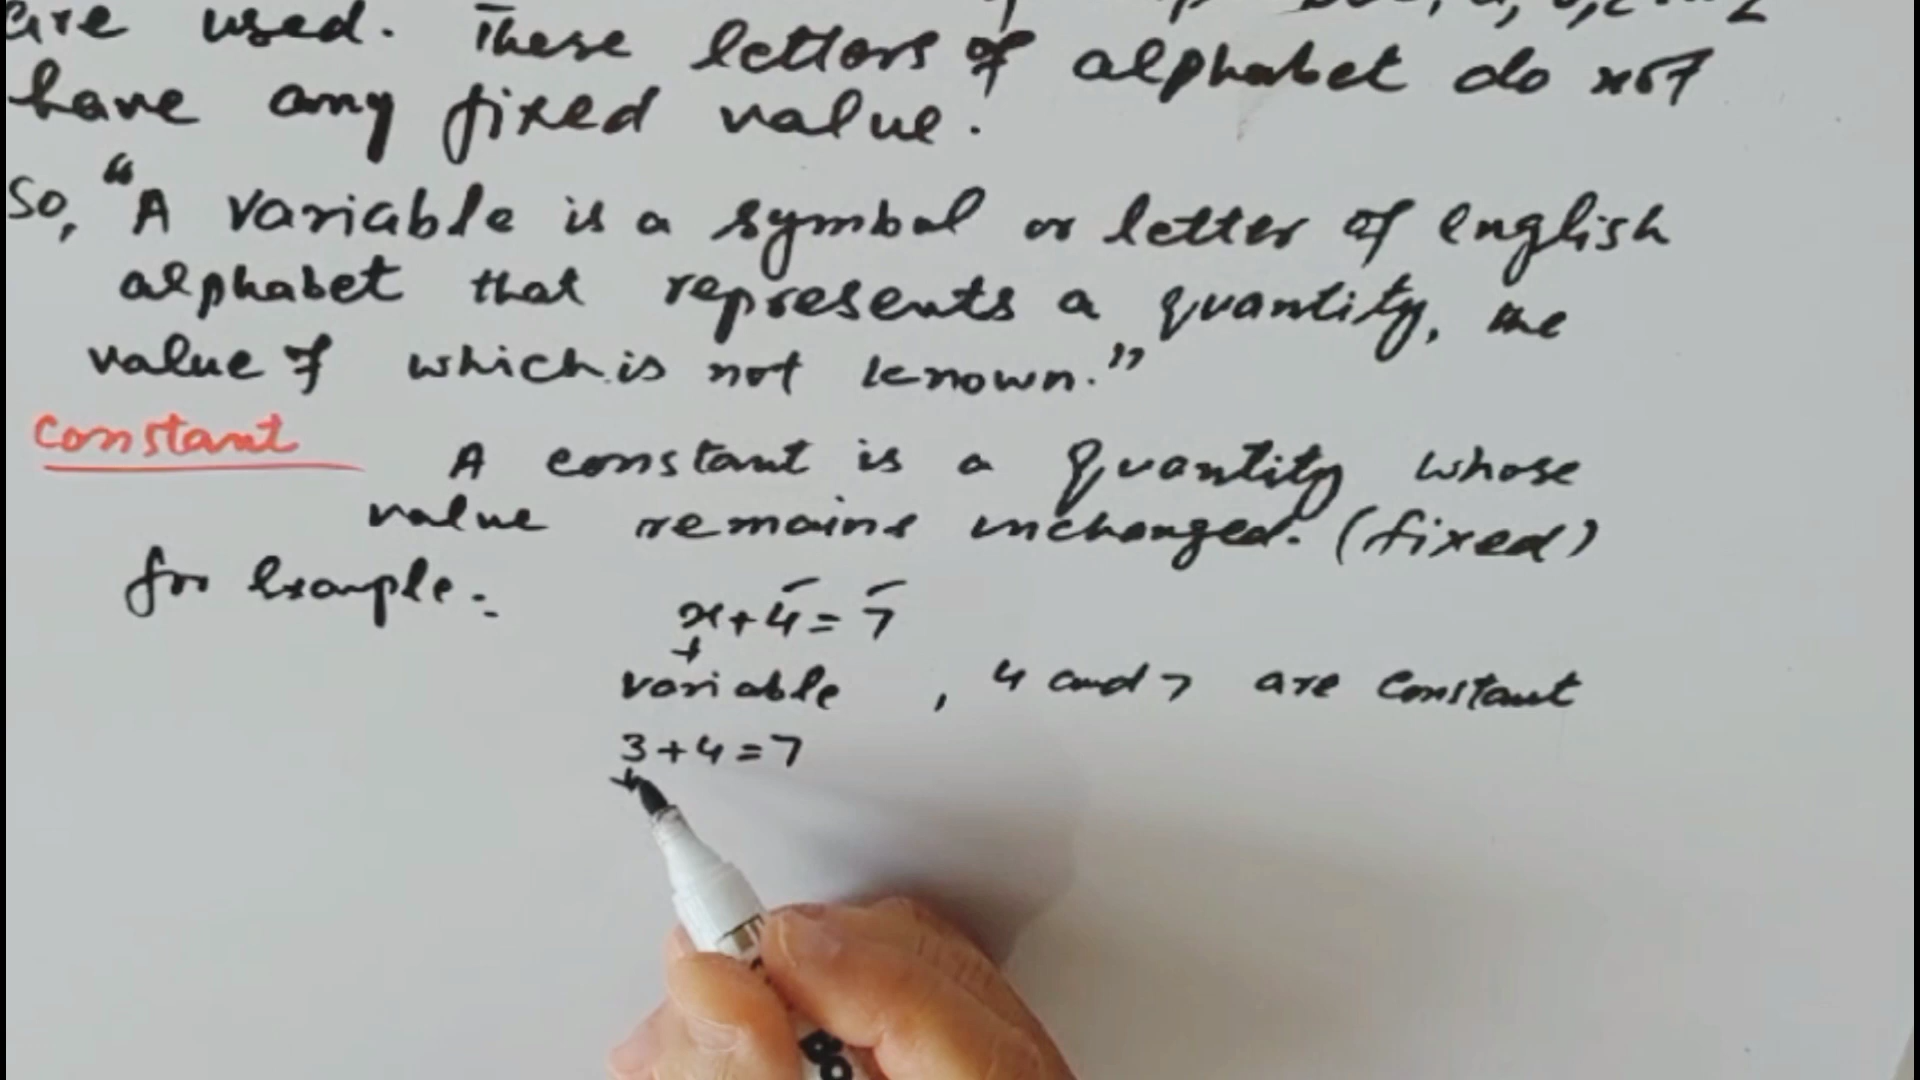 are used. These letters of alphabet do not
have any fixed value.
So, "A variable is a symbol or letter of english
alphabet that represents a quantity, the
value of which is not known."
Constant A constant is a quantity whose
value remains unchanged. (fixed)
for Example:-
x+4=7
variable , 4 and 7 are Constant
3+4=7